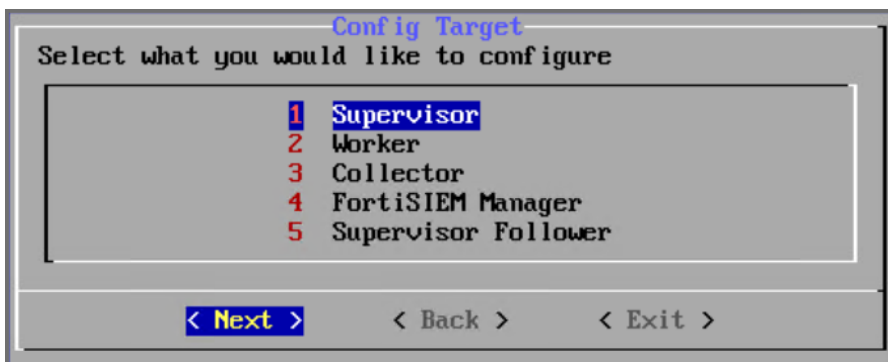 Config Target
Select what you would like to configure
1 Supervisor
2 Worker
3 Collector
4 FortiSIEM Manager
5 Supervisor Follower
< Next > < Back > < Exit >